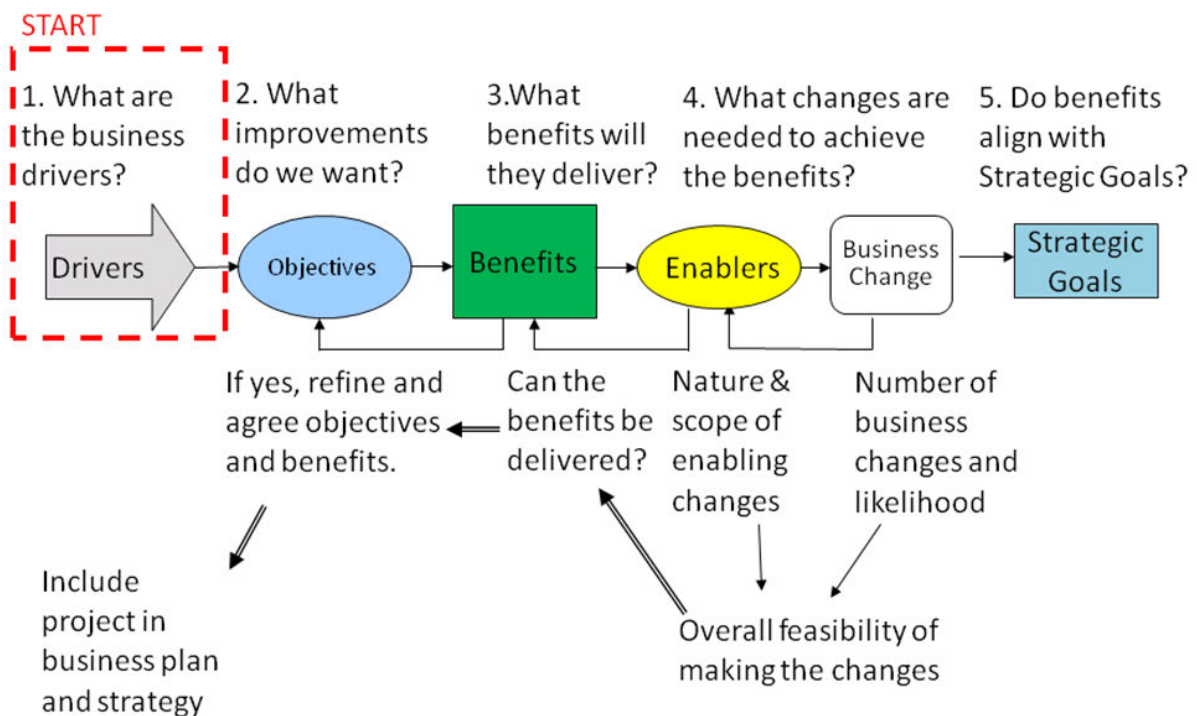 START
1. What are
the business
drivers?
2. What
improvements
do we want?
3.What
benefits will
they deliver?
4. What changes are
needed to achieve
the benefits?
5. Do benefits
align with
Strategic Goals?
Drivers
Objectives
Benefits
Enablers
Business
Change
Strategic
Goals
If yes, refine and
agree objectives
and benefits.
Can the
benefits be
delivered?
Nature &
scope of
enabling
changes
Number of
business
changes and
likelihood
Include
project in
business plan
and strategy
Overall feasibility of
making the changes